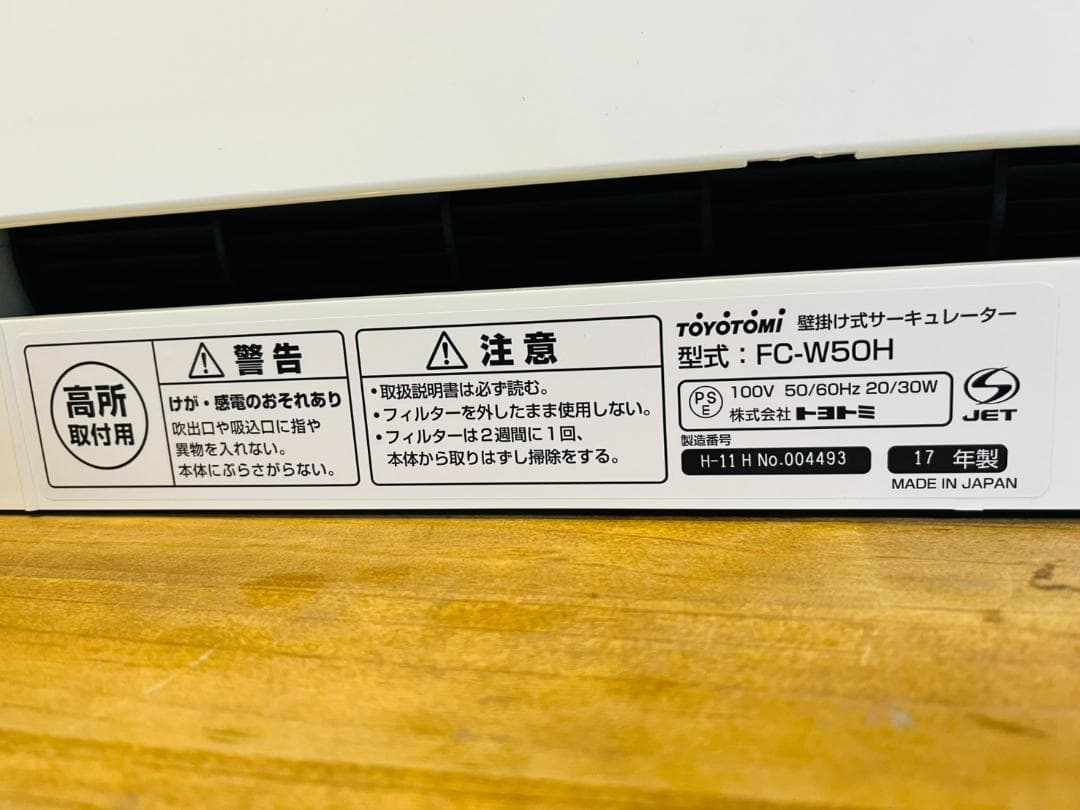 高所
取付用
警告
けが・感電のおそれあり
吹出口や吸込口に指や
異物を入れない。
本体にぶらさがらない。
注意
・取扱説明書は必ず読む。
・フィルターを外したまま使用しない。
・フィルターは2週間に1回、
本体から取りはずし掃除をする。
TOYOTOMi 壁掛け式サーキュレーター
型式：FC-W50H
PS
E
100V 50/60Hz 20/30W
株式会社 トヨトミ
JET
製造番号
H-11 H No.004493
17 年製
MADE IN JAPAN